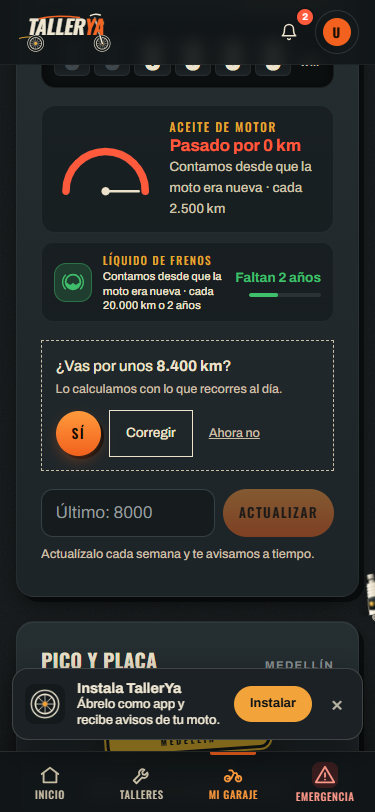 TALLERYA
2
U
ACEITE DE MOTOR
Pasado por 0 km
Contamos desde que la
moto era nueva · cada
2.500 km
LÍQUIDO DE FRENOS
Contamos desde que la
moto era nueva · cada
20.000 km o 2 años
Faltan 2 años
¿Vas por unos 8.400 km?
Lo calculamos con lo que recorres al día.
SÍ
Corregir
Ahora no
Último: 8000
ACTUALIZAR
Actualízalo cada semana y te avisamos a tiempo.
PICO Y PLACA
MEDELLÍN
Instala TallerYa
Ábrelo como app y
recibe avisos de tu moto.
Instalar
×
MEDELLIN
INICIO
TALLERES
MI GARAJE
EMERGENCIA